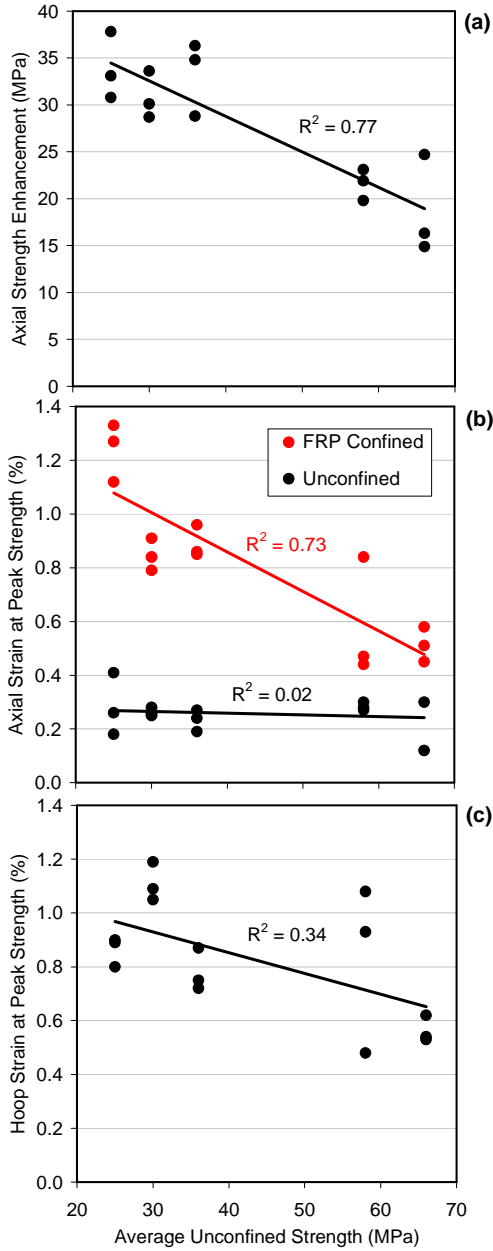 (a)
Axial Strength Enhancement (MPa)
40
35
30
25
20
15
10
5
0
R² = 0.77
(b)
Axial Strain at Peak Strength (%)
1.4
1.2
1.0
0.8
0.6
0.4
0.2
0.0
FRP Confined
Unconfined
R² = 0.73
R² = 0.02
(c)
Hoop Strain at Peak Strength (%)
1.4
1.2
1.0
0.8
0.6
0.4
0.2
0.0
R² = 0.34
20 30 40 50 60 70
Average Unconfined Strength (MPa)